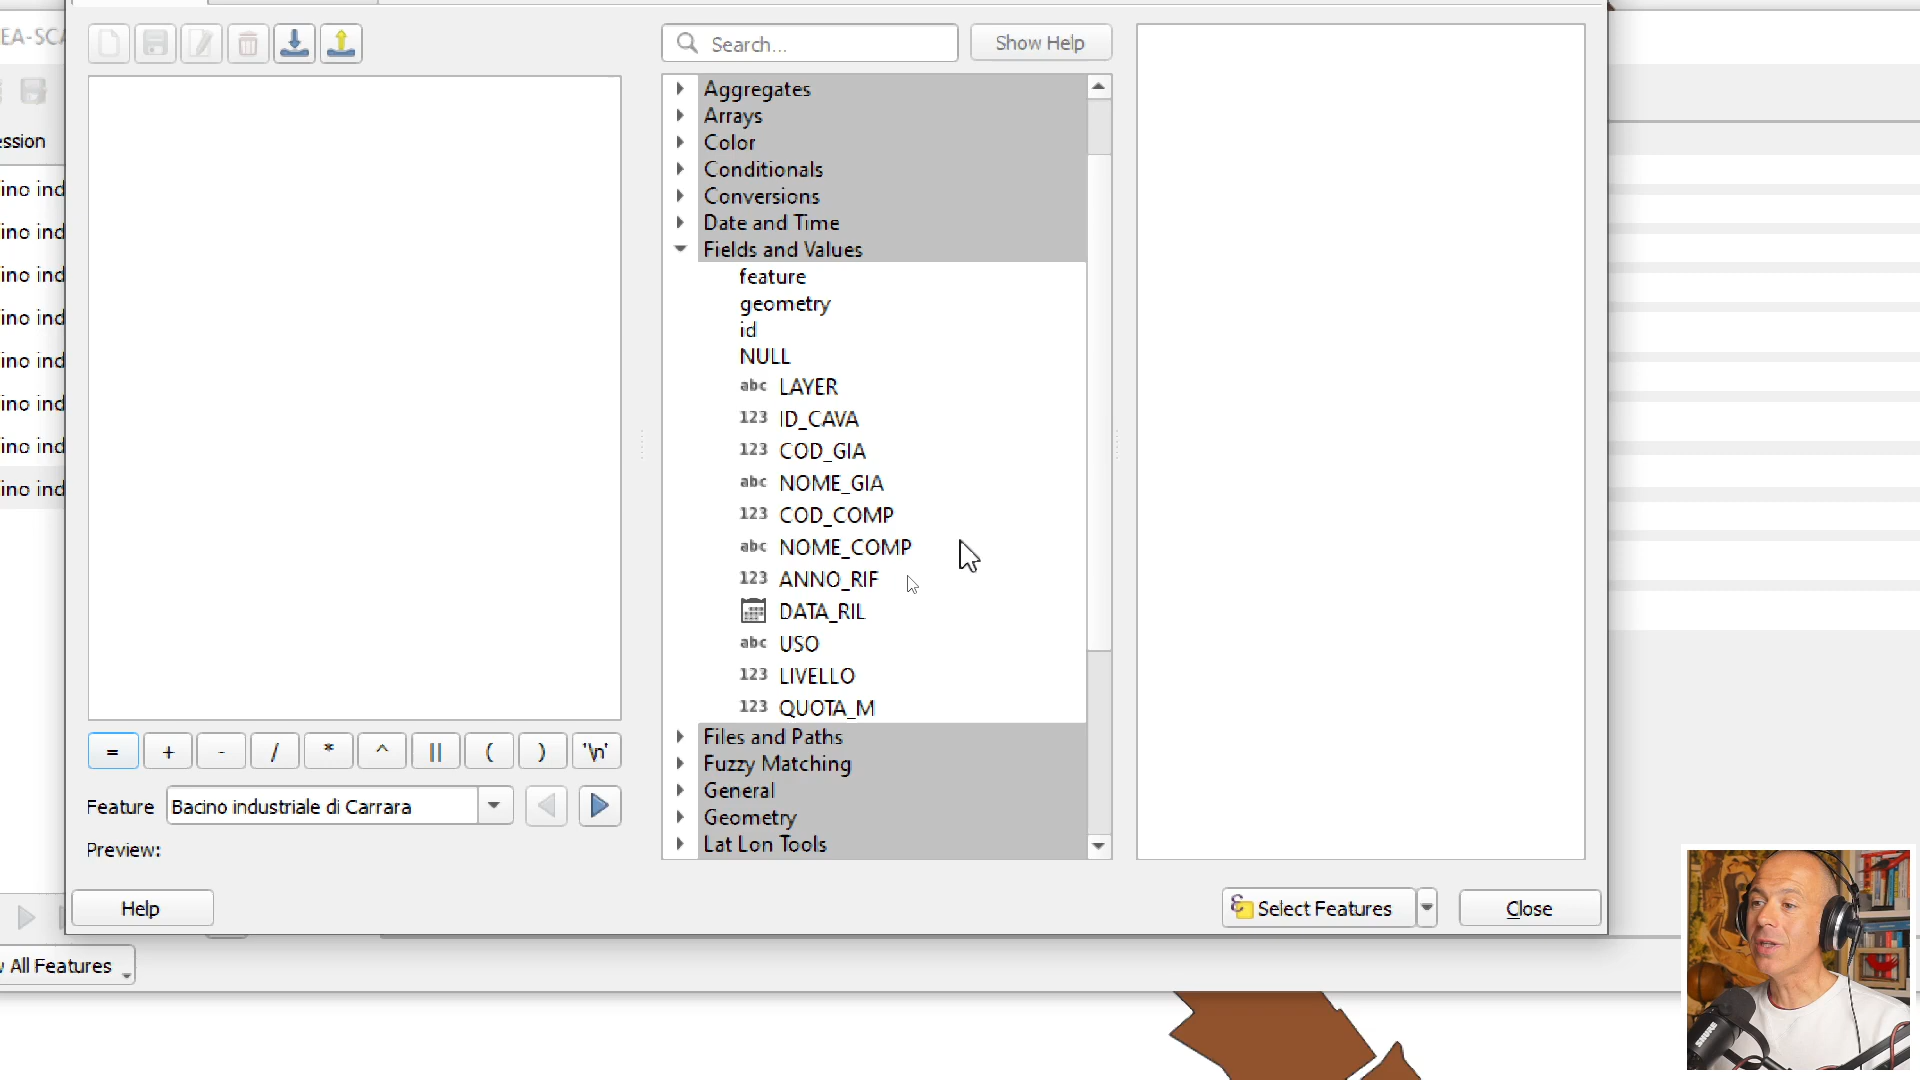 EA-SCA
Search...
Show Help
ession
ino ind
ino ind
ino ind
ino ind
ino ind
ino ind
ino ind
ino ind
Aggregates
Arrays
Color
Conditionals
Conversions
Date and Time
Fields and Values
feature
geometry
id
NULL
abc LAYER
123 ID_CAVA
123 COD_GIA
abc NOME_GIA
123 COD_COMP
abc NOME_COMP
123 ANNO_RIF
DATA_RIL
abc USO
123 LIVELLO
123 QUOTA_M
Files and Paths
Fuzzy Matching
General
Geometry
Lat Lon Tools
= + - / * ^ || ( ) '\n'
Feature Bacino industriale di Carrara
Preview:
Help
Select Features
Close
All Features
SHURE